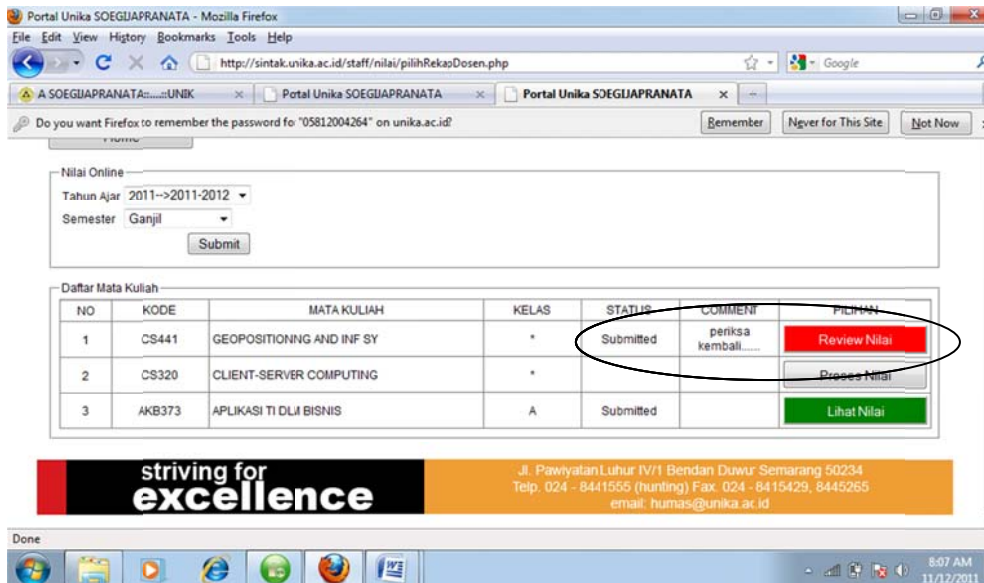 Portal Unika SOEGIJAPRANATA - Mozilla Firefox
File Edit View History Bookmarks Tools Help
http://sintak.unika.ac.id/staff/nilai/pilihRekapDosen.php
Google
A SOEGIJAPRANATA::.....::UNIK
Portal Unika SOEGIJAPRANATA
Portal Unika SOEGIJAPRANATA
Do you want Firefox to remember the password for "05812004264" on unika.ac.id?
Remember
Never for This Site
Not Now
Home
Nilai Online
Tahun Ajar 2011-->2011-2012
Semester Ganjil
Submit
Daftar Mata Kuliah
NO KODE MATA KULIAH KELAS STATUS COMMENT PILIHAN
1 CS441 GEOPOSITIONNG AND INF SY * Submitted periksa kembali...... Review Nilai
2 CS320 CLIENT-SERVER COMPUTING * Proses Nilai
3 AKB373 APLIKASI TI DLM BISNIS A Submitted Lihat Nilai
striving for
excellence
Jl. Pawiyatan Luhur IV/1 Bendan Duwur Semarang 50234
Telp. 024 - 8441555 (hunting) Fax. 024 - 8415429, 8445265
email: humas@unika.ac.id
Done
8:07 AM
11/12/2011